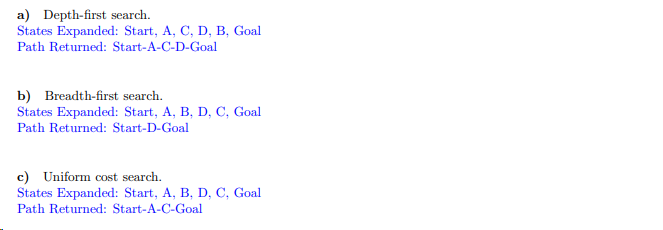 a) Depth-first search.
States Expanded: Start, A, C, D, B, Goal
Path Returned: Start-A-C-D-Goal
b) Breadth-first search.
States Expanded: Start, A, B, D, C, Goal
Path Returned: Start-D-Goal
c) Uniform cost search.
States Expanded: Start, A, B, D, C, Goal
Path Returned: Start-A-C-Goal